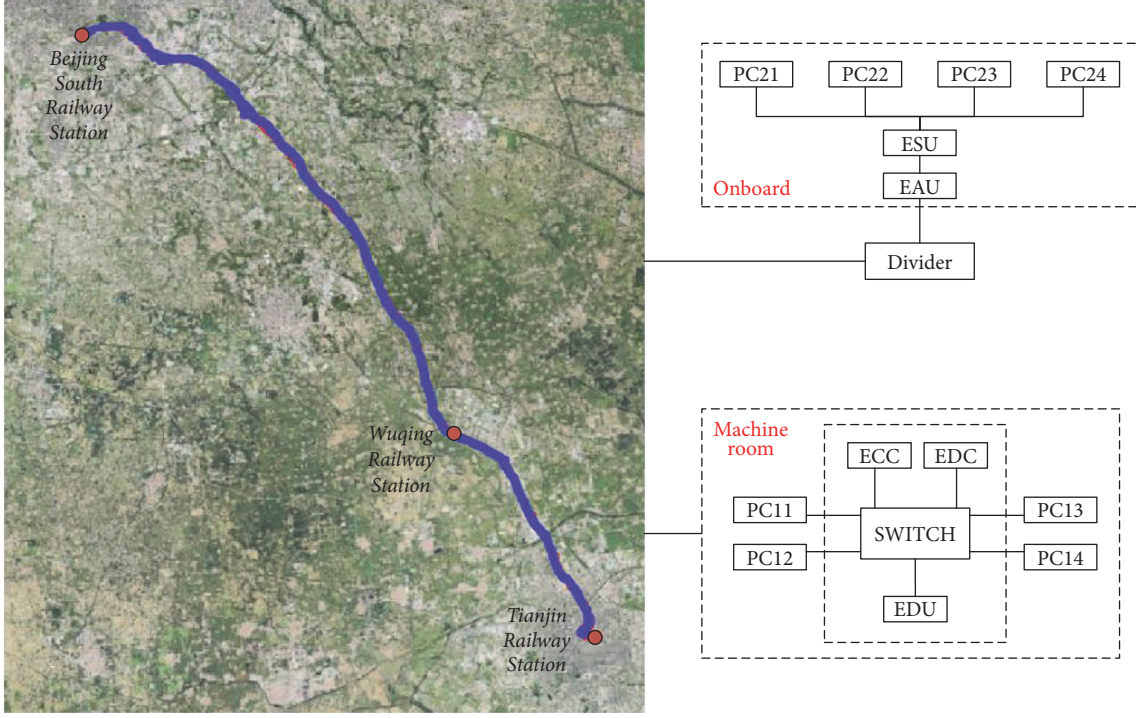 Beijing
South
Railway
Station
Wuqing
Railway
Station
Tianjin
Railway
Station
PC21 PC22 PC23 PC24
ESU
Onboard EAU
Divider
Machine
room
ECC EDC
PC11 SWITCH PC13
PC12 PC14
EDU